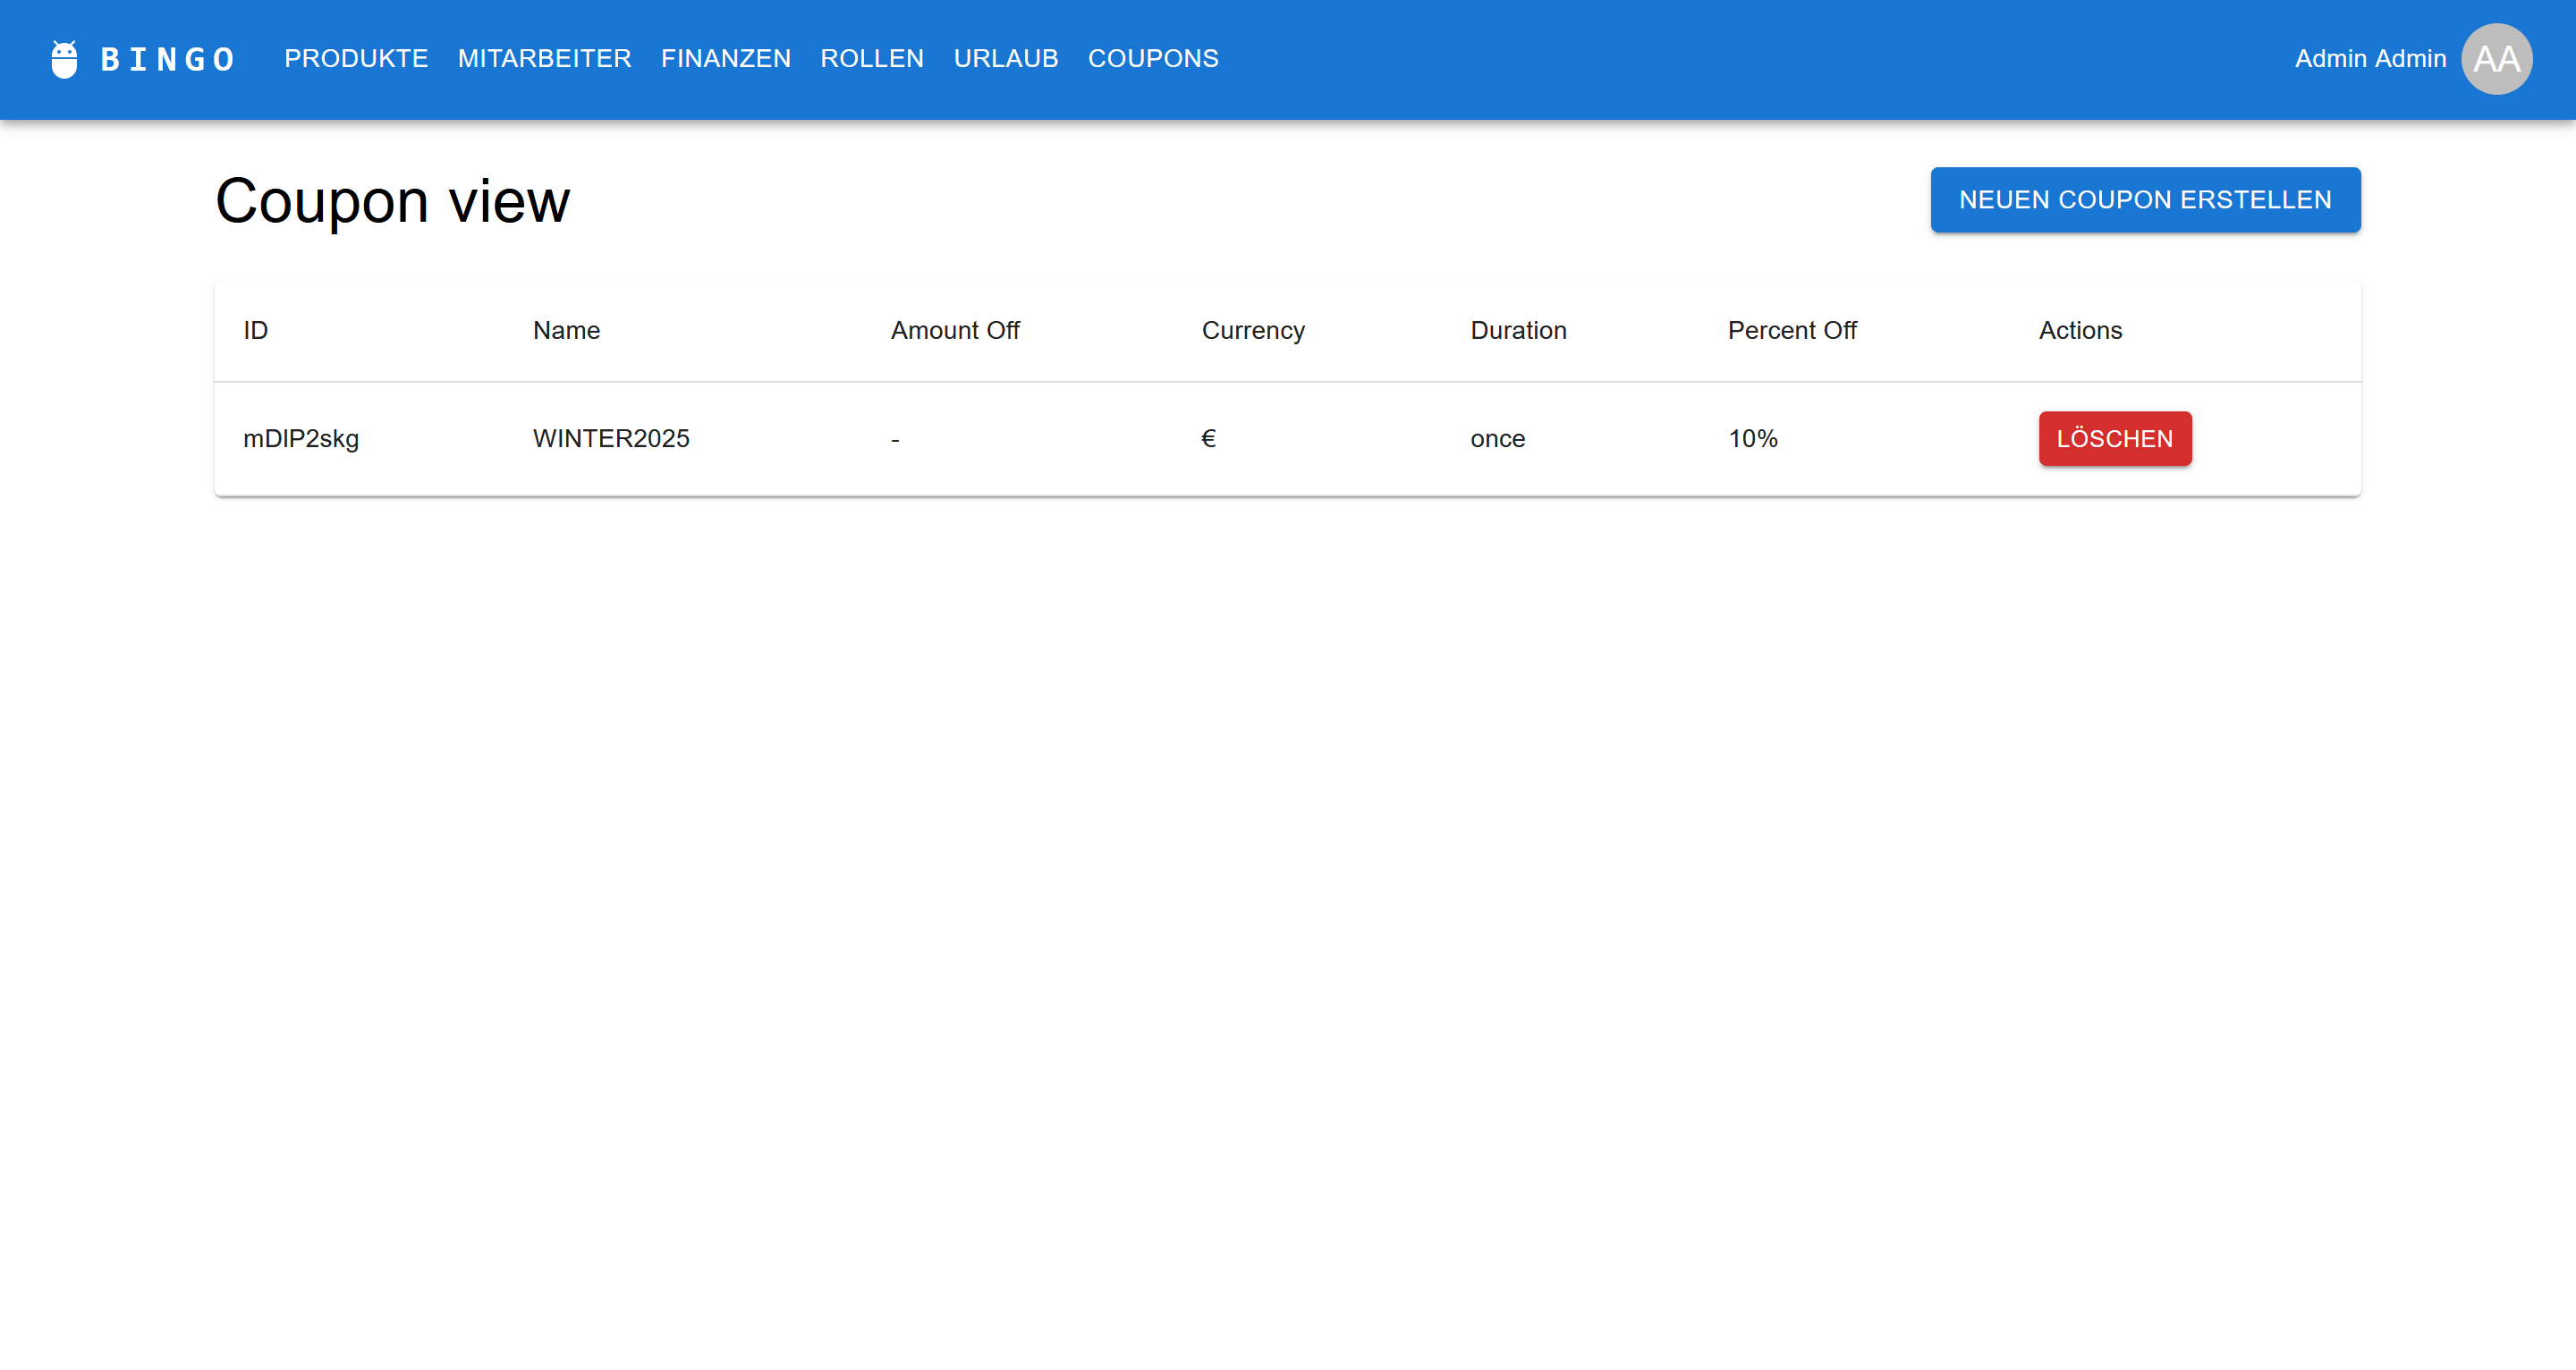 BINGO PRODUKTE MITARBEITER FINANZEN ROLLEN URLAUB COUPONS Admin Admin AA
Coupon view NEUEN COUPON ERSTELLEN
ID Name Amount Off Currency Duration Percent Off Actions
mDIP2skg WINTER2025 - € once 10% LÖSCHEN